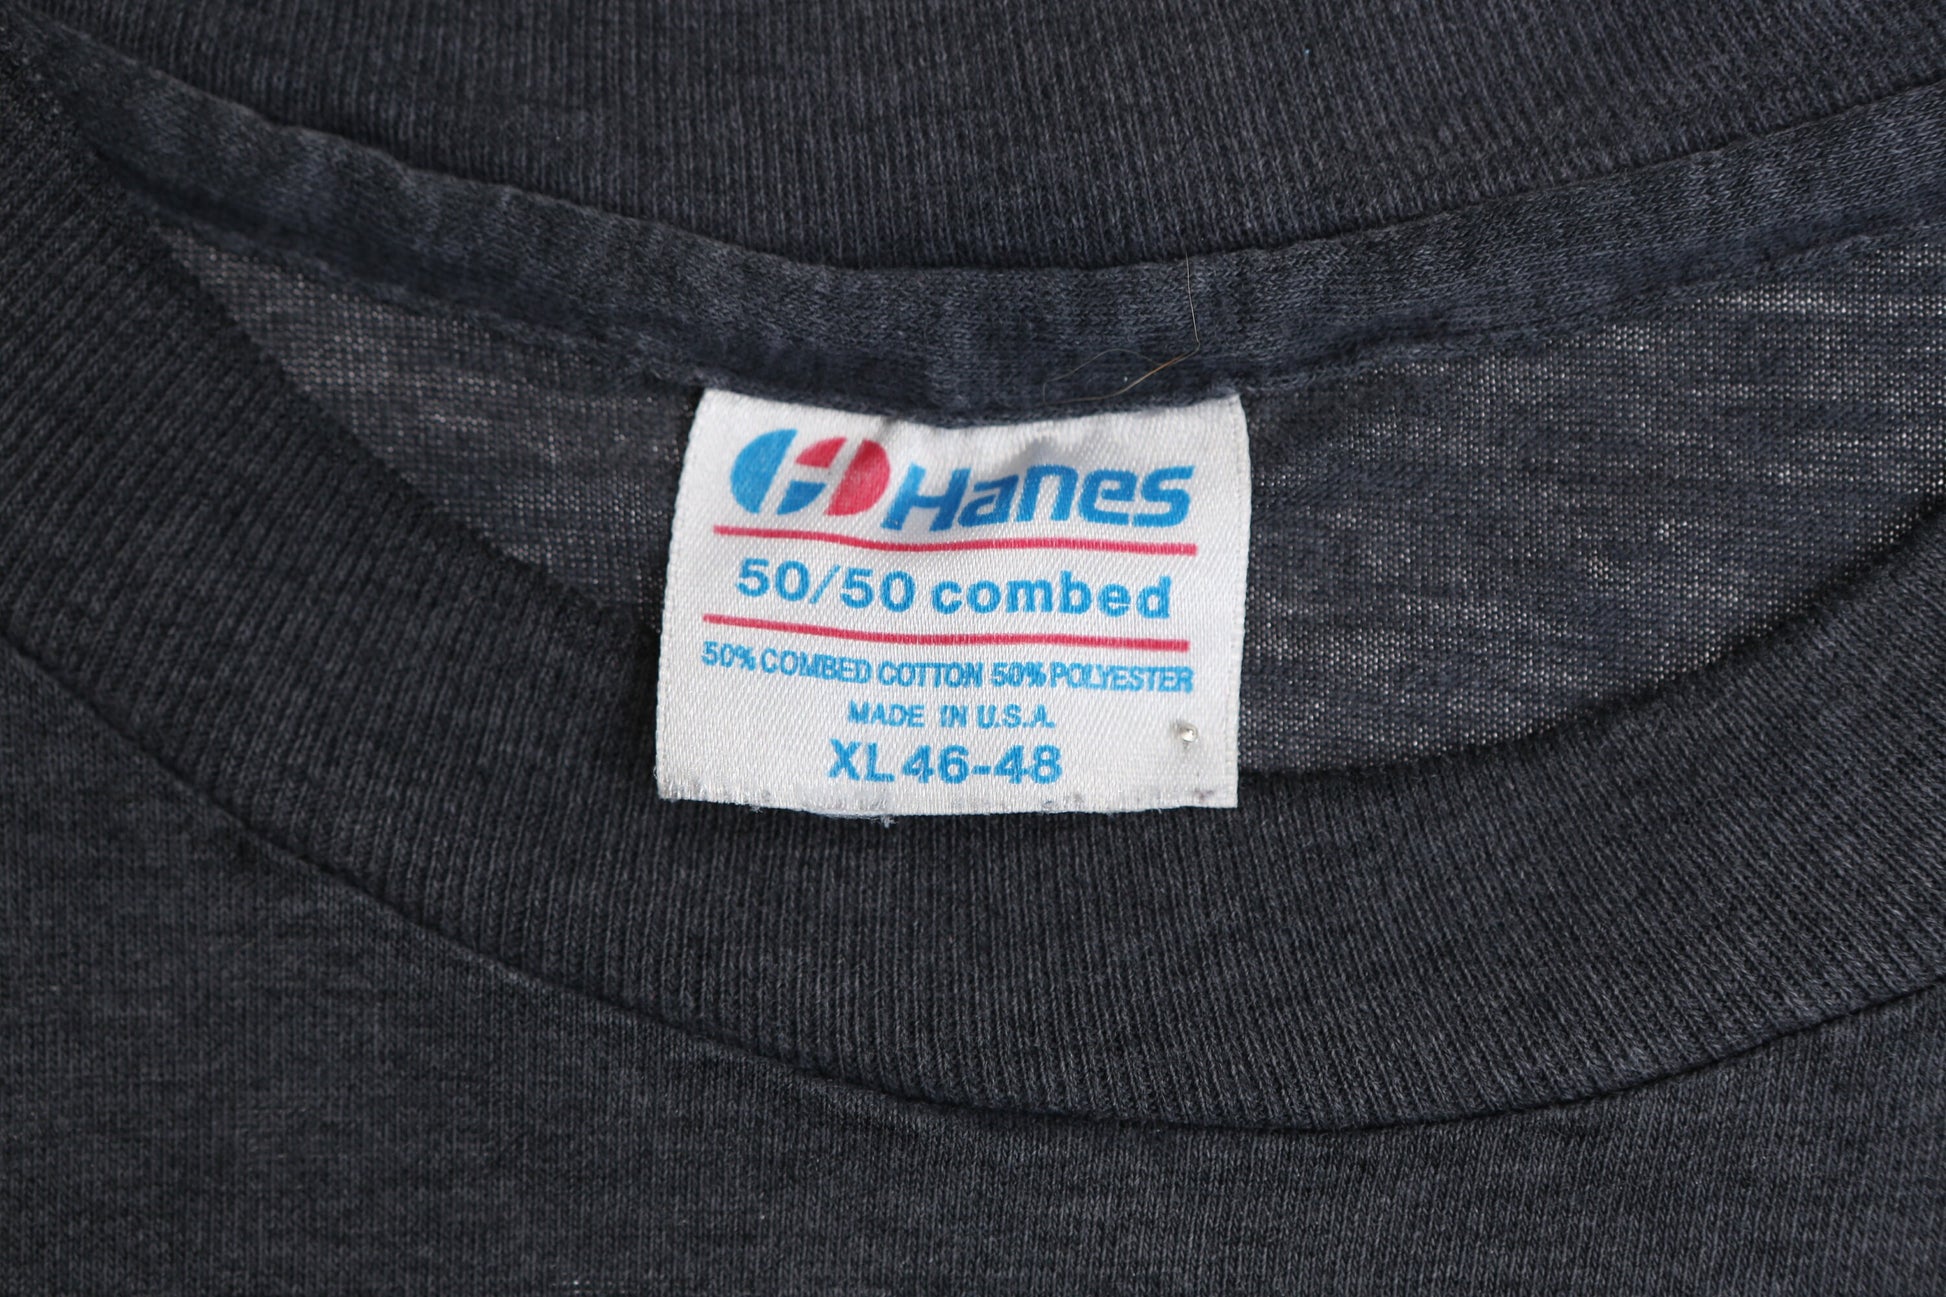 Hanes
50/50 combed
50% COMBED COTTON 50% POLYESTER
MADE IN U.S.A.
XL 46-48